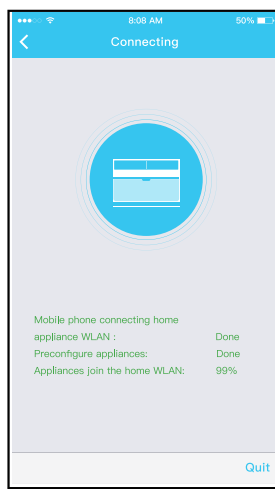 8:08 AM 50%
Connecting
Mobile phone connecting home
appliance WLAN : Done
Preconfigure appliances: Done
Appliances join the home WLAN: 99%
Quit